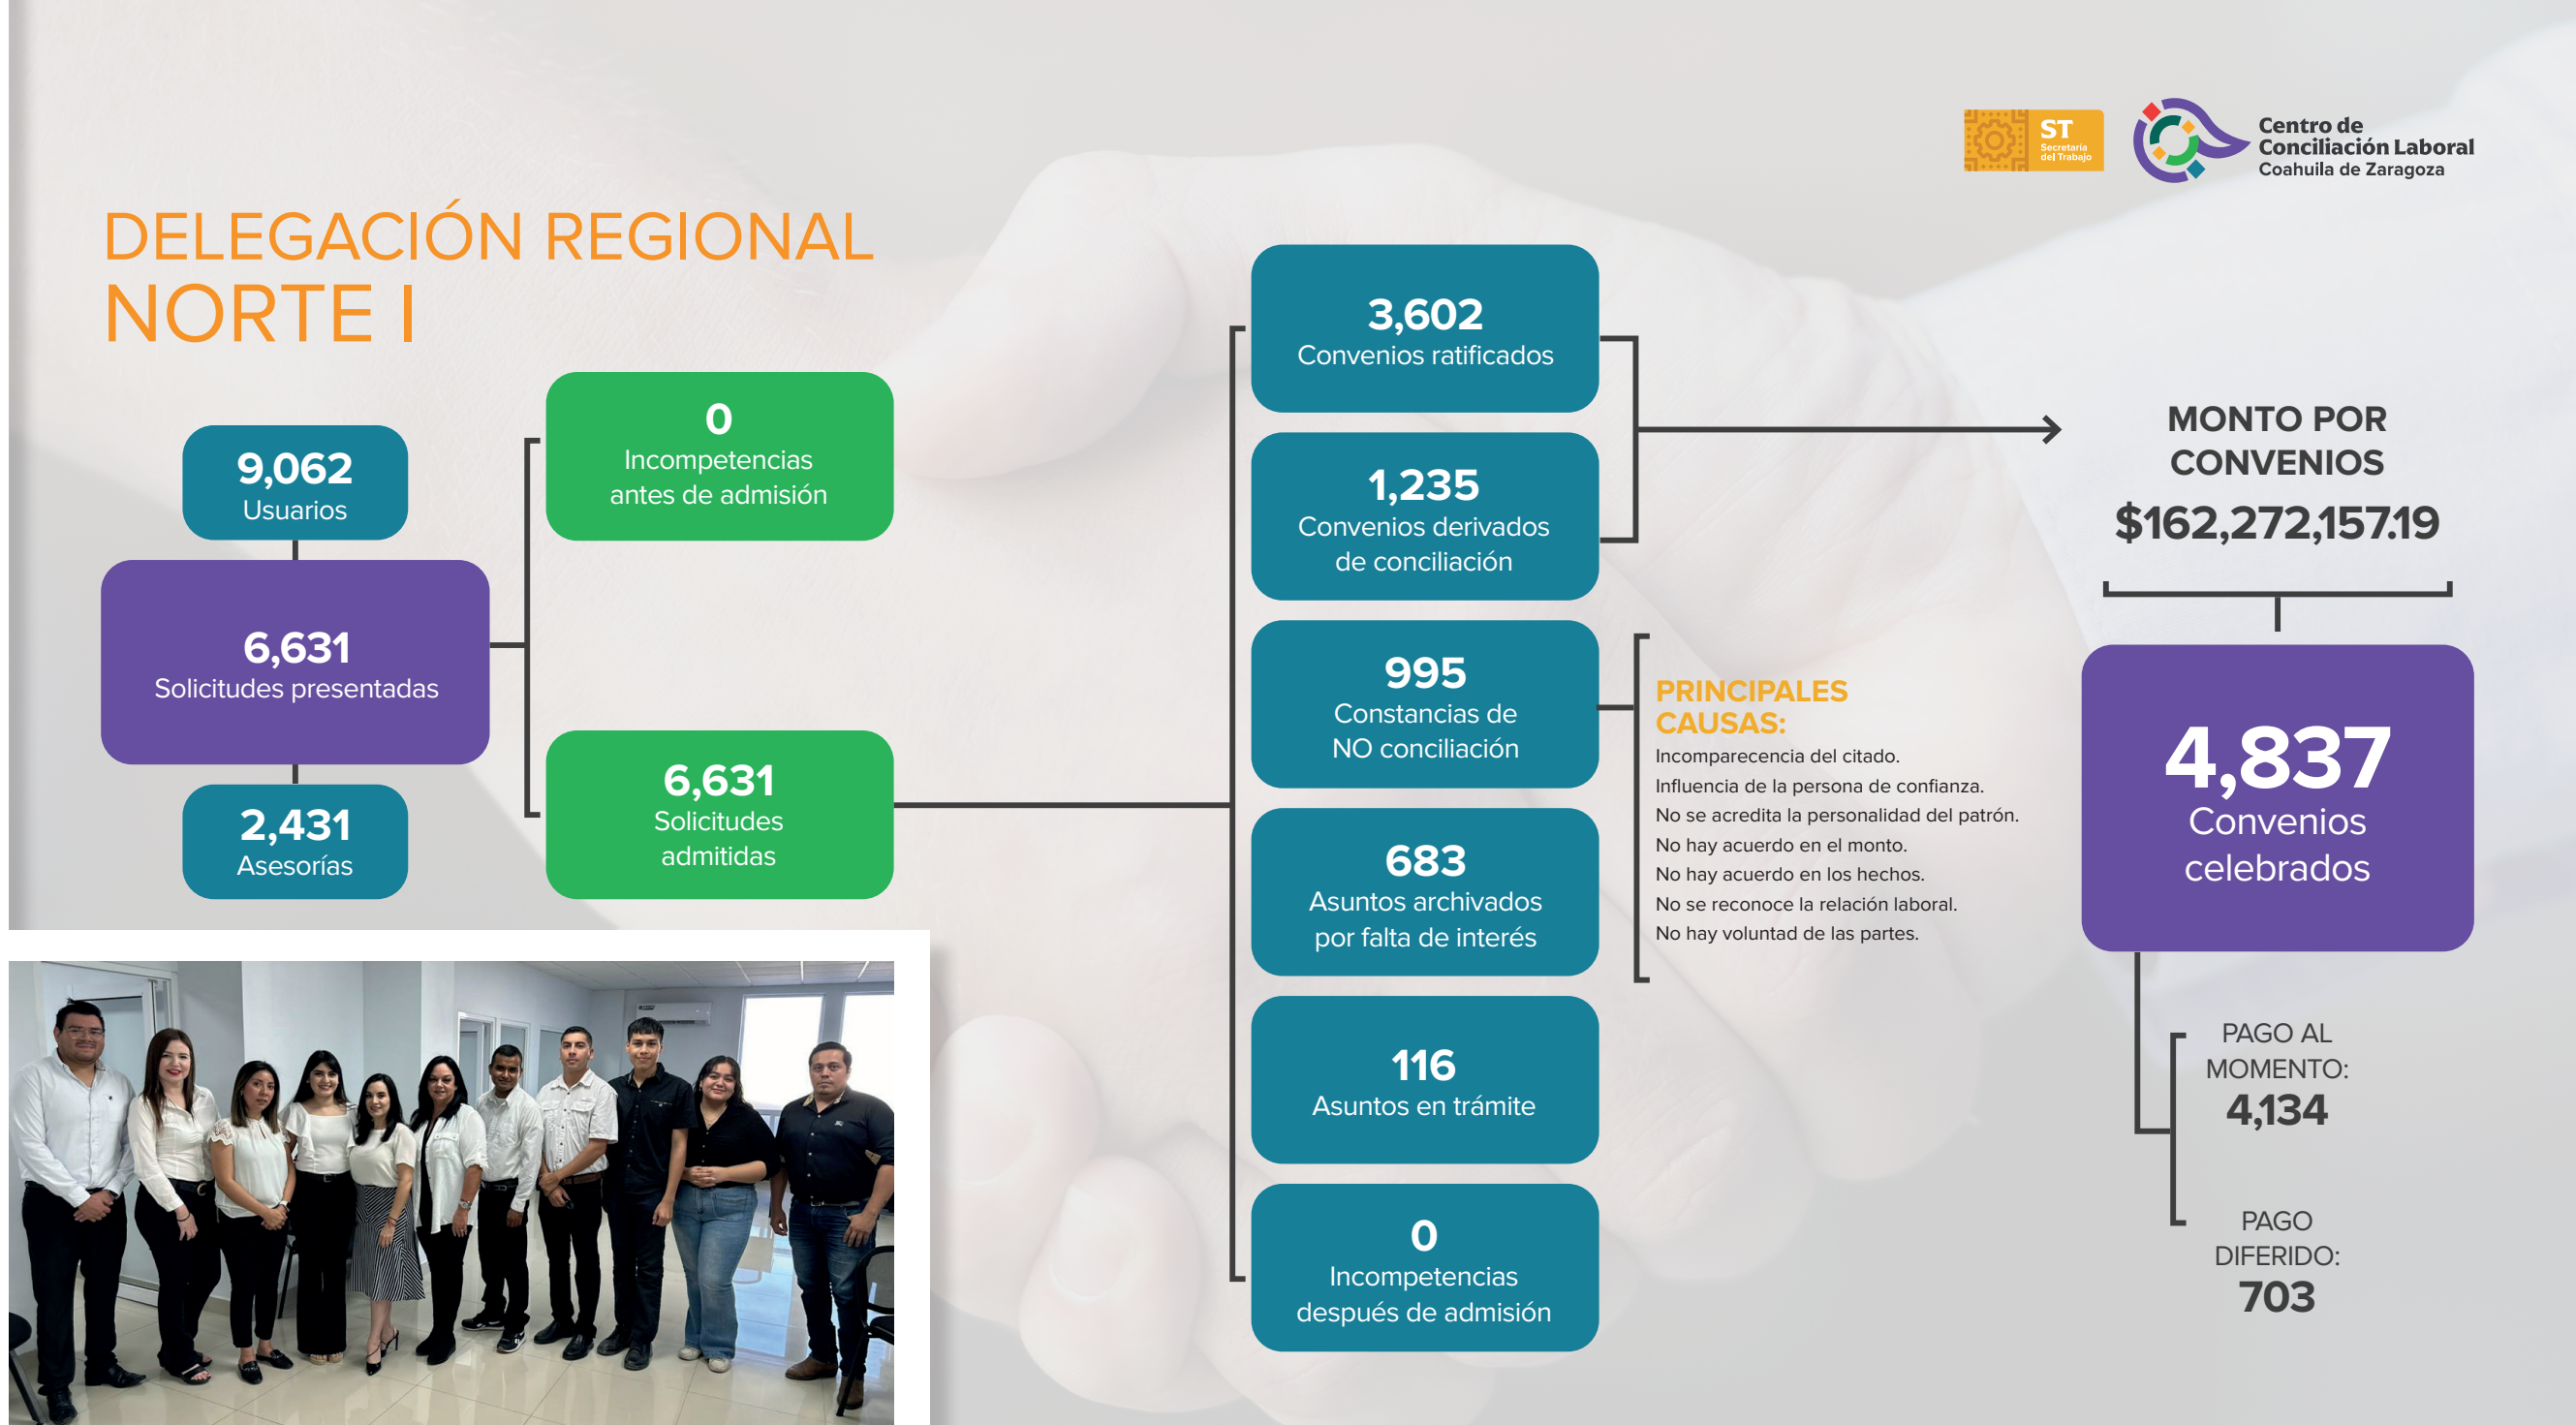 ST
Secretaría
del Trabajo
Centro de
Conciliación Laboral
Coahuila de Zaragoza
DELEGACIÓN REGIONAL
NORTE I
9,062
Usuarios
6,631
Solicitudes presentadas
2,431
Asesorías
0
Incompetencias
antes de admisión
6,631
Solicitudes
admitidas
3,602
Convenios ratificados
1,235
Convenios derivados
de conciliación
995
Constancias de
NO conciliación
683
Asuntos archivados
por falta de interés
116
Asuntos en trámite
0
Incompetencias
después de admisión
PRINCIPALES
CAUSAS:
Incomparecencia del citado.
Influencia de la persona de confianza.
No se acredita la personalidad del patrón.
No hay acuerdo en el monto.
No hay acuerdo en los hechos.
No se reconoce la relación laboral.
No hay voluntad de las partes.
MONTO POR
CONVENIOS
$162,272,157.19
4,837
Convenios
celebrados
PAGO AL
MOMENTO:
4,134
PAGO
DIFERIDO:
703